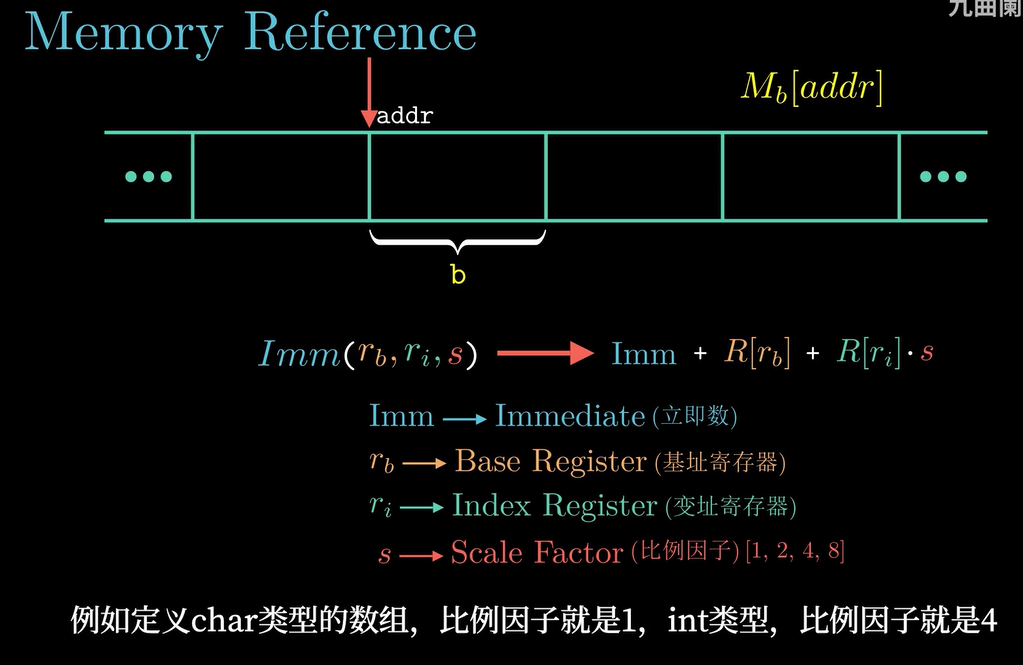 九曲阑
Memory Reference
M_b[addr]
addr
b
Imm(r_b, r_i, s) → Imm + R[r_b] + R[r_i]·s
Imm → Immediate (立即数)
r_b → Base Register (基址寄存器)
r_i → Index Register (变址寄存器)
s → Scale Factor (比例因子) [1, 2, 4, 8]
例如定义char类型的数组，比例因子就是1，int类型，比例因子就是4